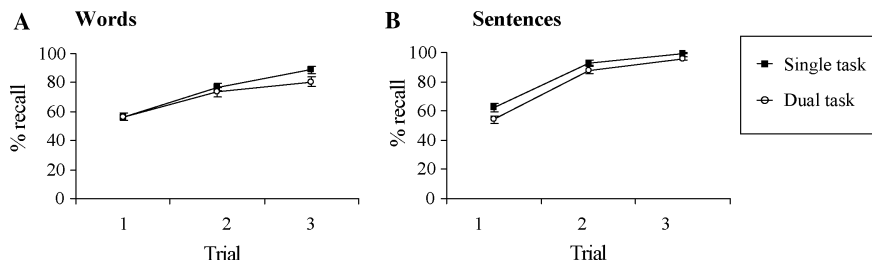 A Words
% recall
100
80
60
40
20
0
1 2 3
Trial
B Sentences
% recall
100
80
60
40
20
0
1 2 3
Trial
Single task
Dual task